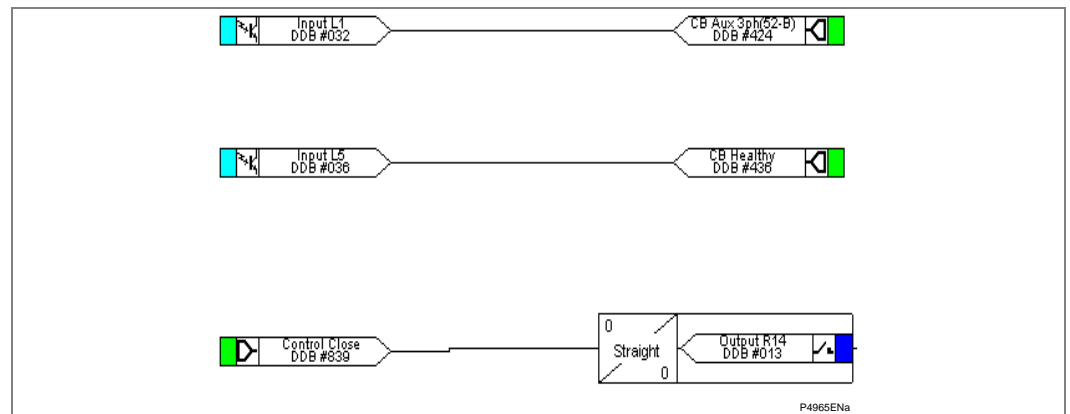 Input L1
DDB #032
CB Aux 3ph(52-B)
DDB #424
Input L5
DDB #036
CB Healthy
DDB #436
Control Close
DDB #839
0
Straight
0
Output R14
DDB #013
P4965ENa